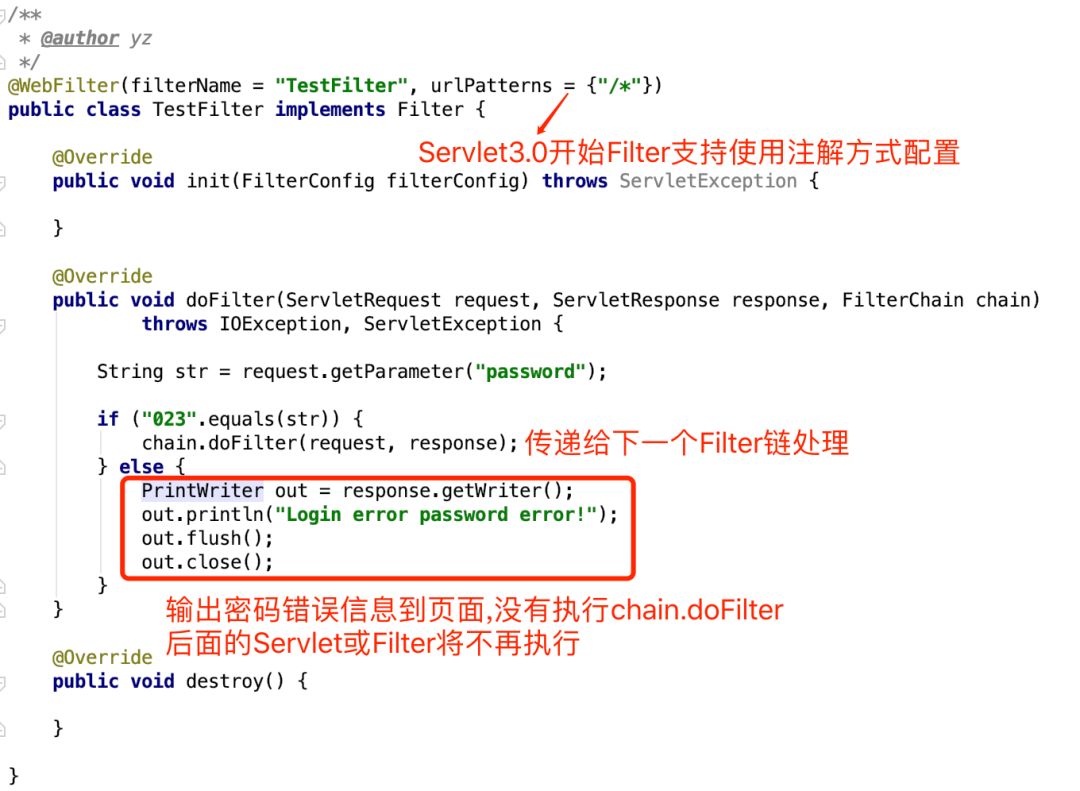 /**
 * @author yz
 */
@WebFilter(filterName = "TestFilter", urlPatterns = {"/*"})
public class TestFilter implements Filter {
Servlet3.0开始Filter支持使用注解方式配置
    @Override
    public void init(FilterConfig filterConfig) throws ServletException {
    }
    @Override
    public void doFilter(ServletRequest request, ServletResponse response, FilterChain chain)
            throws IOException, ServletException {
        String str = request.getParameter("password");
        if ("023".equals(str)) {
            chain.doFilter(request, response); 传递给下一个Filter链处理
        } else {
            PrintWriter out = response.getWriter();
            out.println("Login error password error!");
            out.flush();
            out.close();
        }
    }
输出密码错误信息到页面,没有执行chain.doFilter
后面的Servlet或Filter将不再执行
    @Override
    public void destroy() {
    }
}